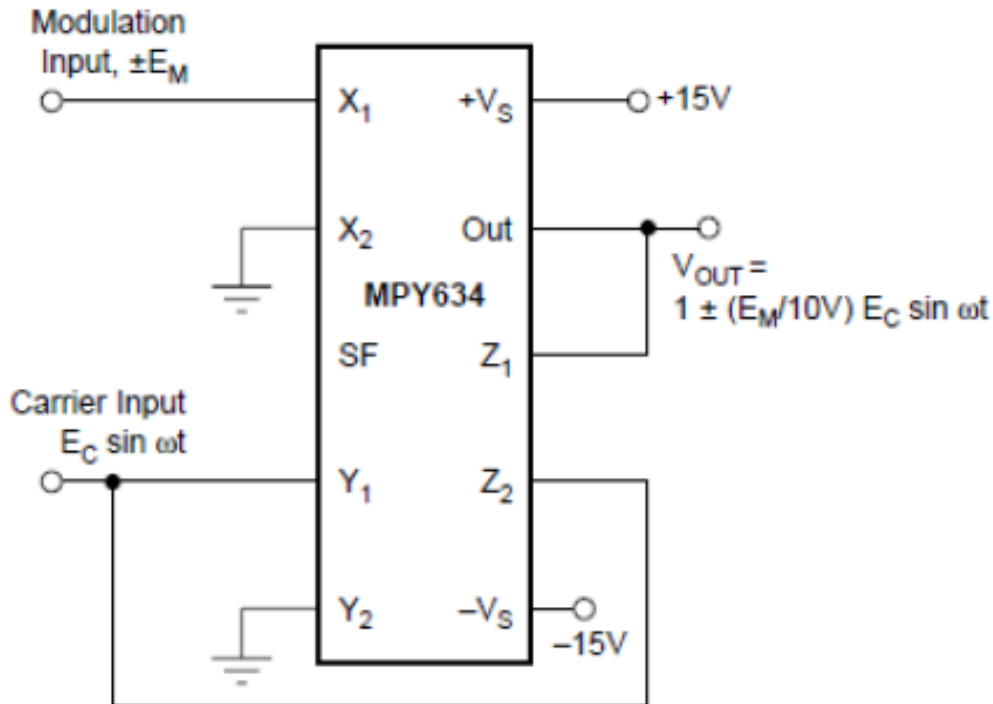 Modulation
Input, ±E_M
X_1
+V_S
+15V
X_2
Out
V_OUT =
1 ± (E_M/10V) E_C sin ωt
MPY634
SF
Z_1
Carrier Input
E_C sin ωt
Y_1
Z_2
Y_2
–V_S
–15V